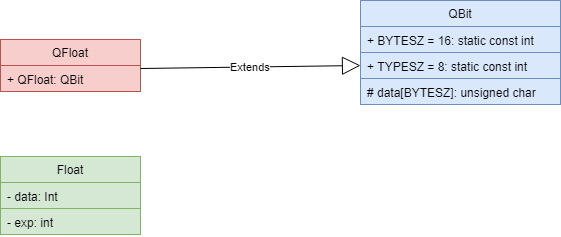 QFloat
+ QFloat: QBit
Extends
QBit
+ BYTESZ = 16: static const int
+ TYPESZ = 8: static const int
# data[BYTESZ]: unsigned char
Float
- data: Int
- exp: int